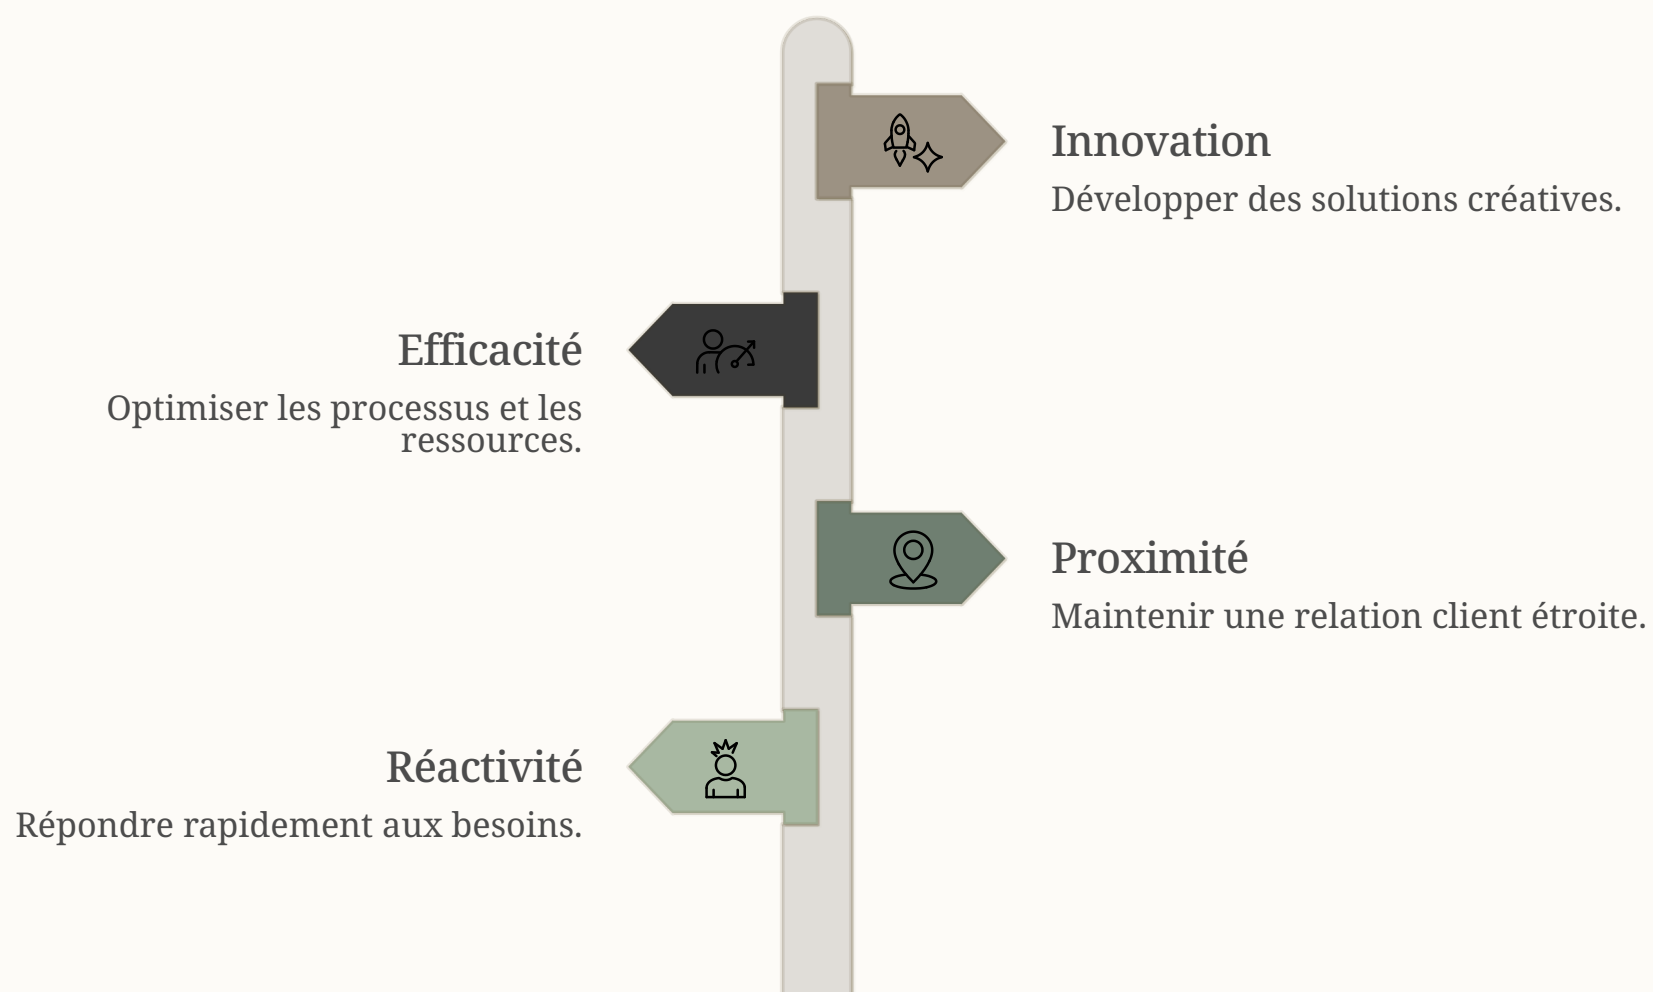 Innovation
Développer des solutions créatives.
Efficacité
Optimiser les processus et les
ressources.
Proximité
Maintenir une relation client étroite.
Réactivité
Répondre rapidement aux besoins.